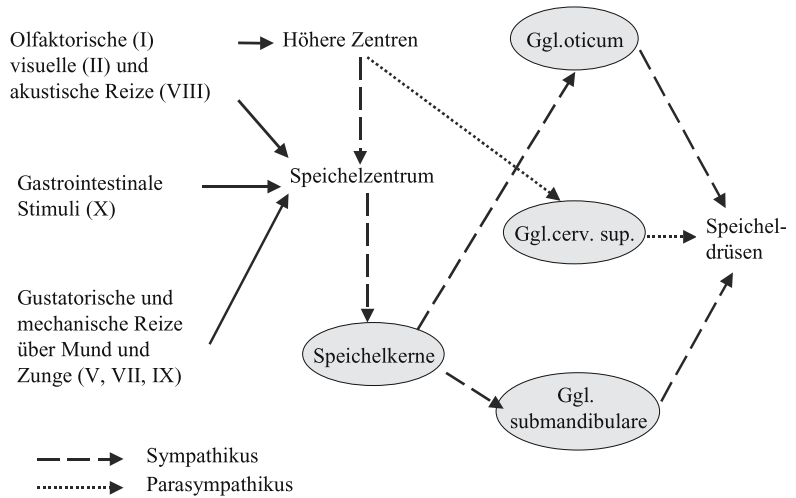 Olfaktorische (I)
visuelle (II) und
akustische Reize (VIII)
Höhere Zentren
Ggl.oticum
Gastrointestinale
Stimuli (X)
Speichelzentrum
Ggl.cerv. sup.
Speichel-
drüsen
Gustatorische und
mechanische Reize
über Mund und
Zunge (V, VII, IX)
Speichelkerne
Ggl.
submandibulare
Sympathikus
Parasympathikus